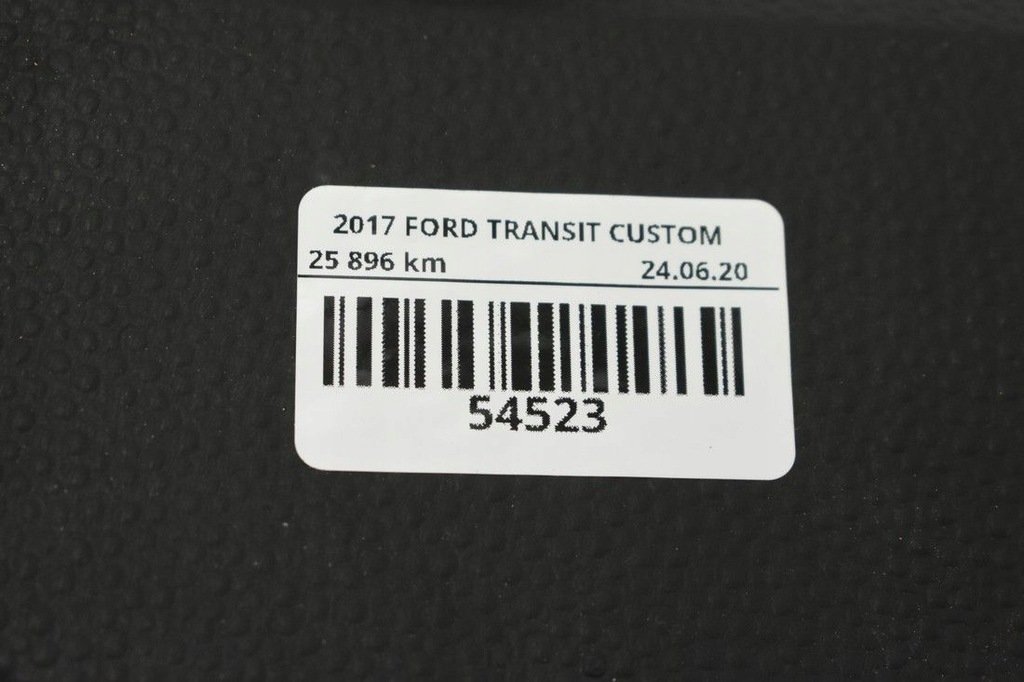 2017 FORD TRANSIT CUSTOM
25 896 km 24.06.20
54523